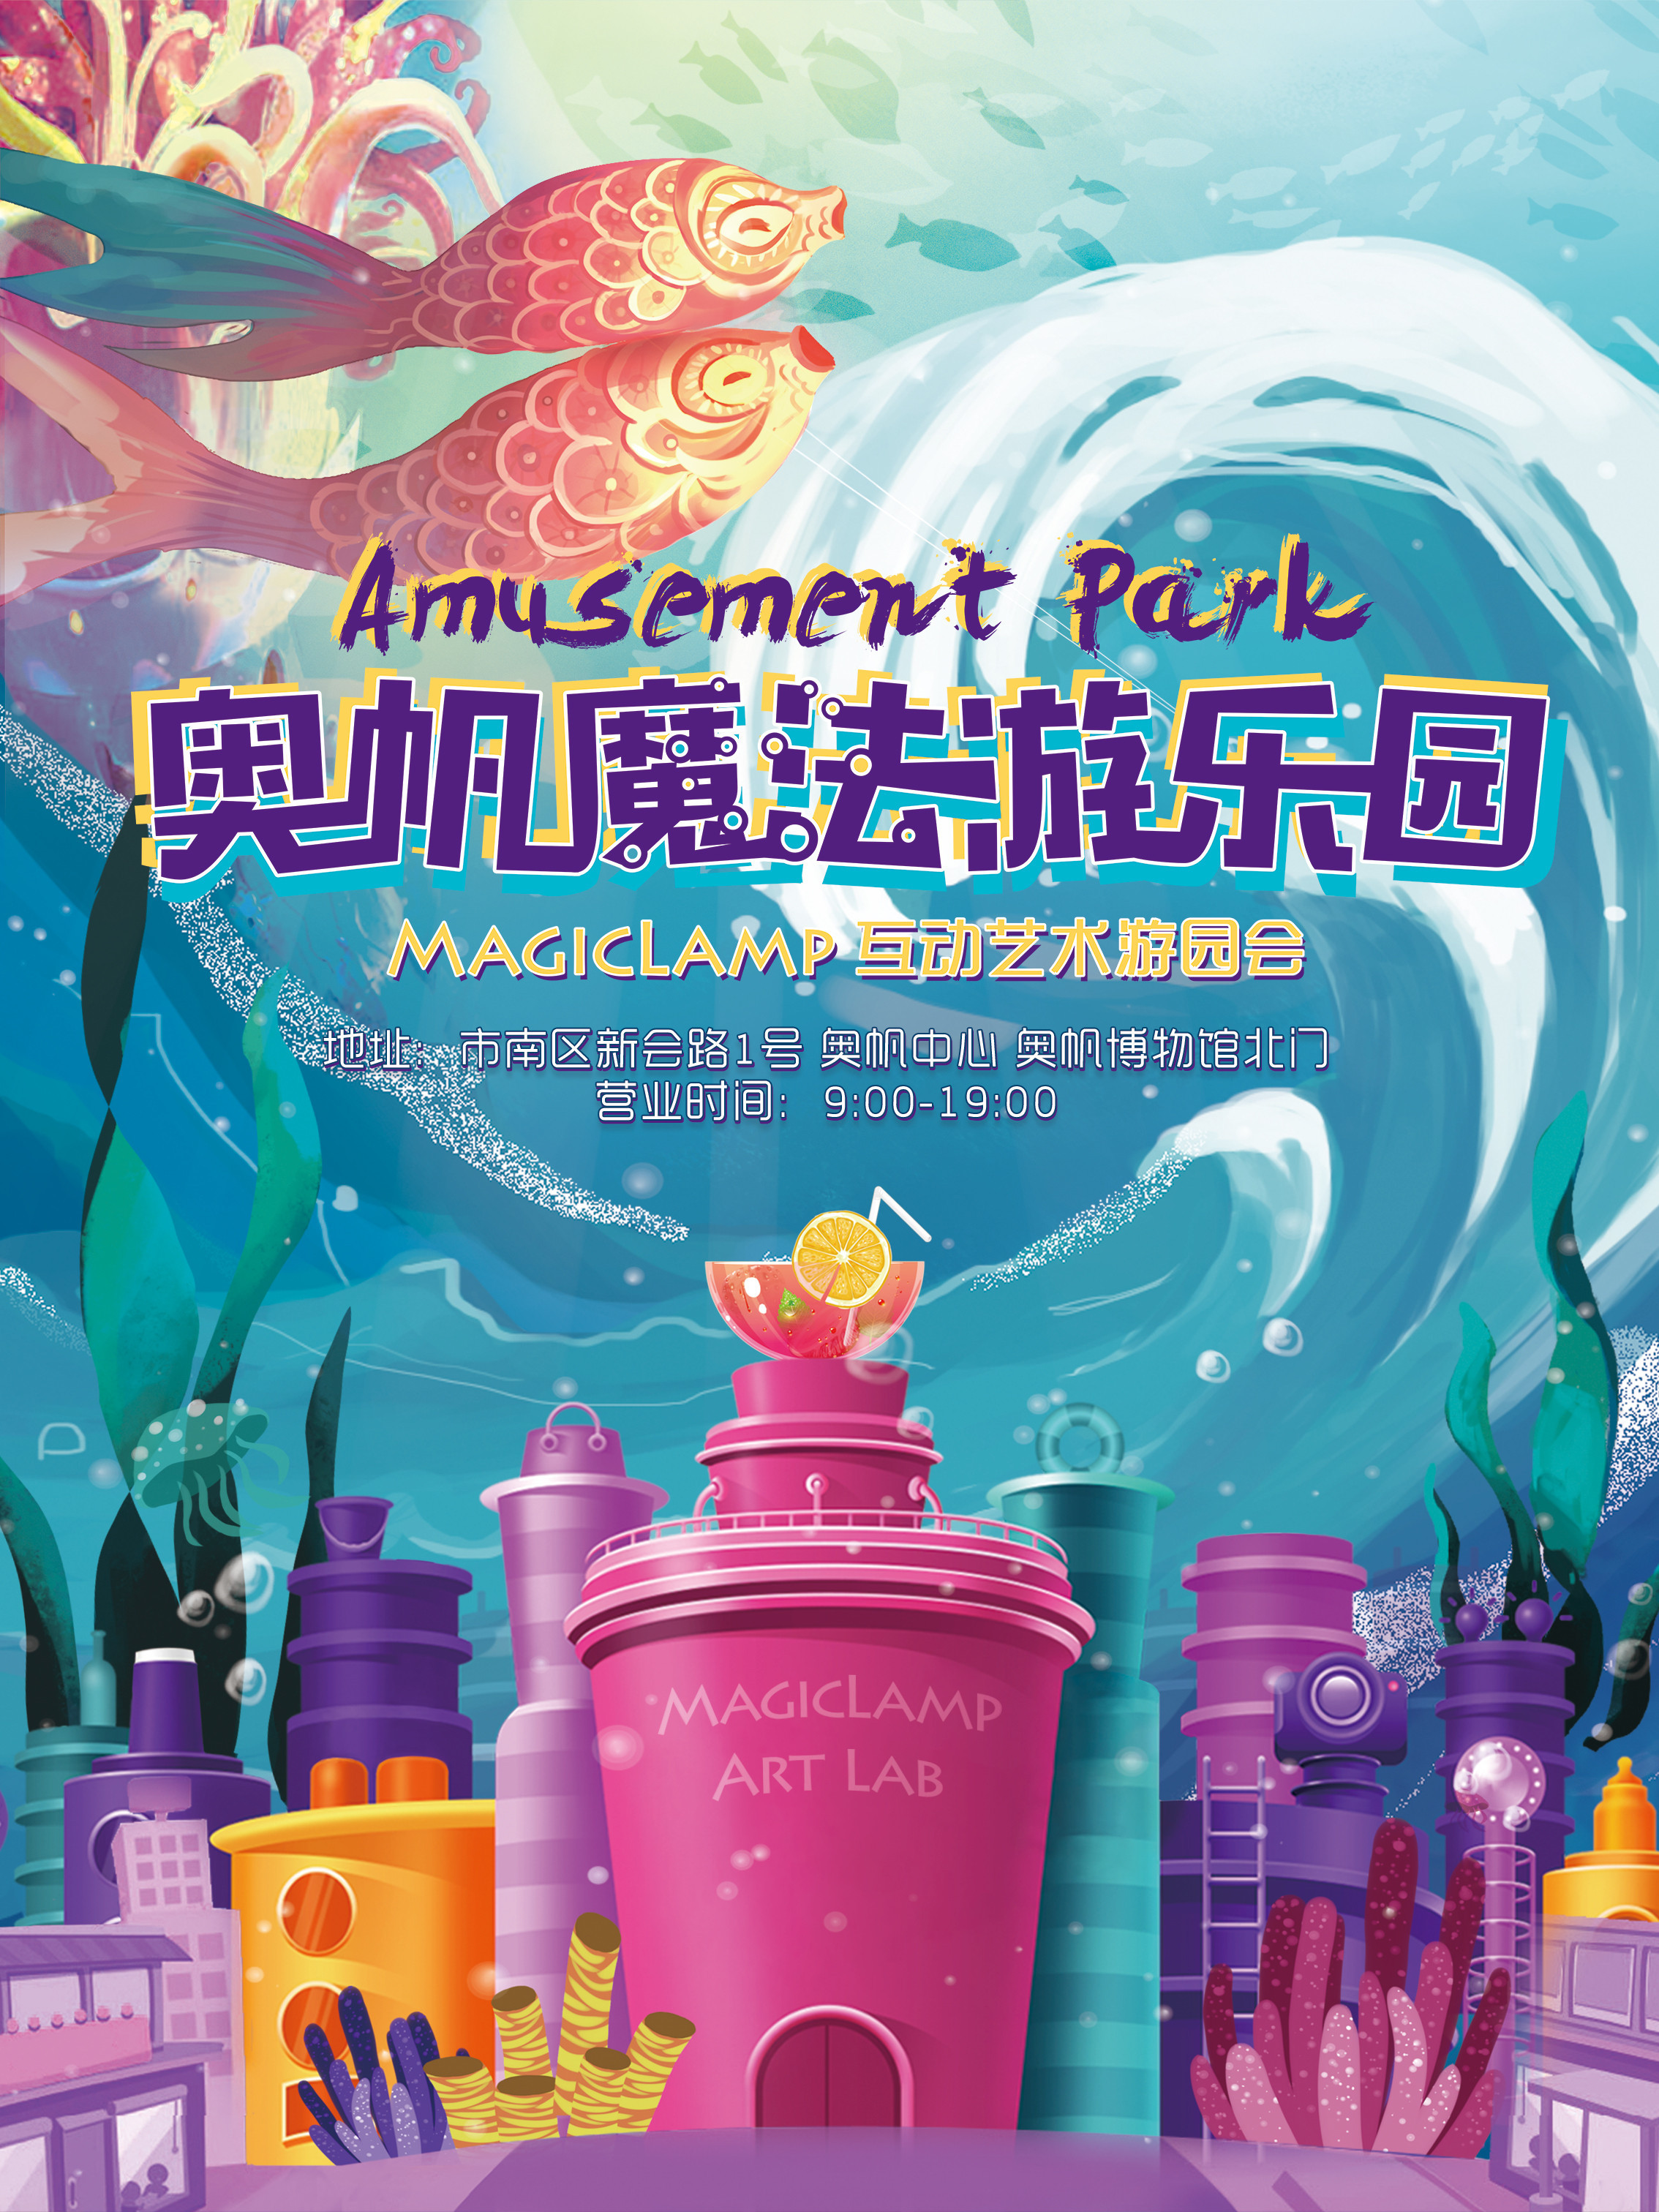 Amusement Park
奥帆魔法游乐园
MAGICLAMP 互动艺术游园会
地址：市南区新会路1号 奥帆中心 奥帆博物馆北门
营业时间：9:00-19:00
MAGICLAMP
ART LAB